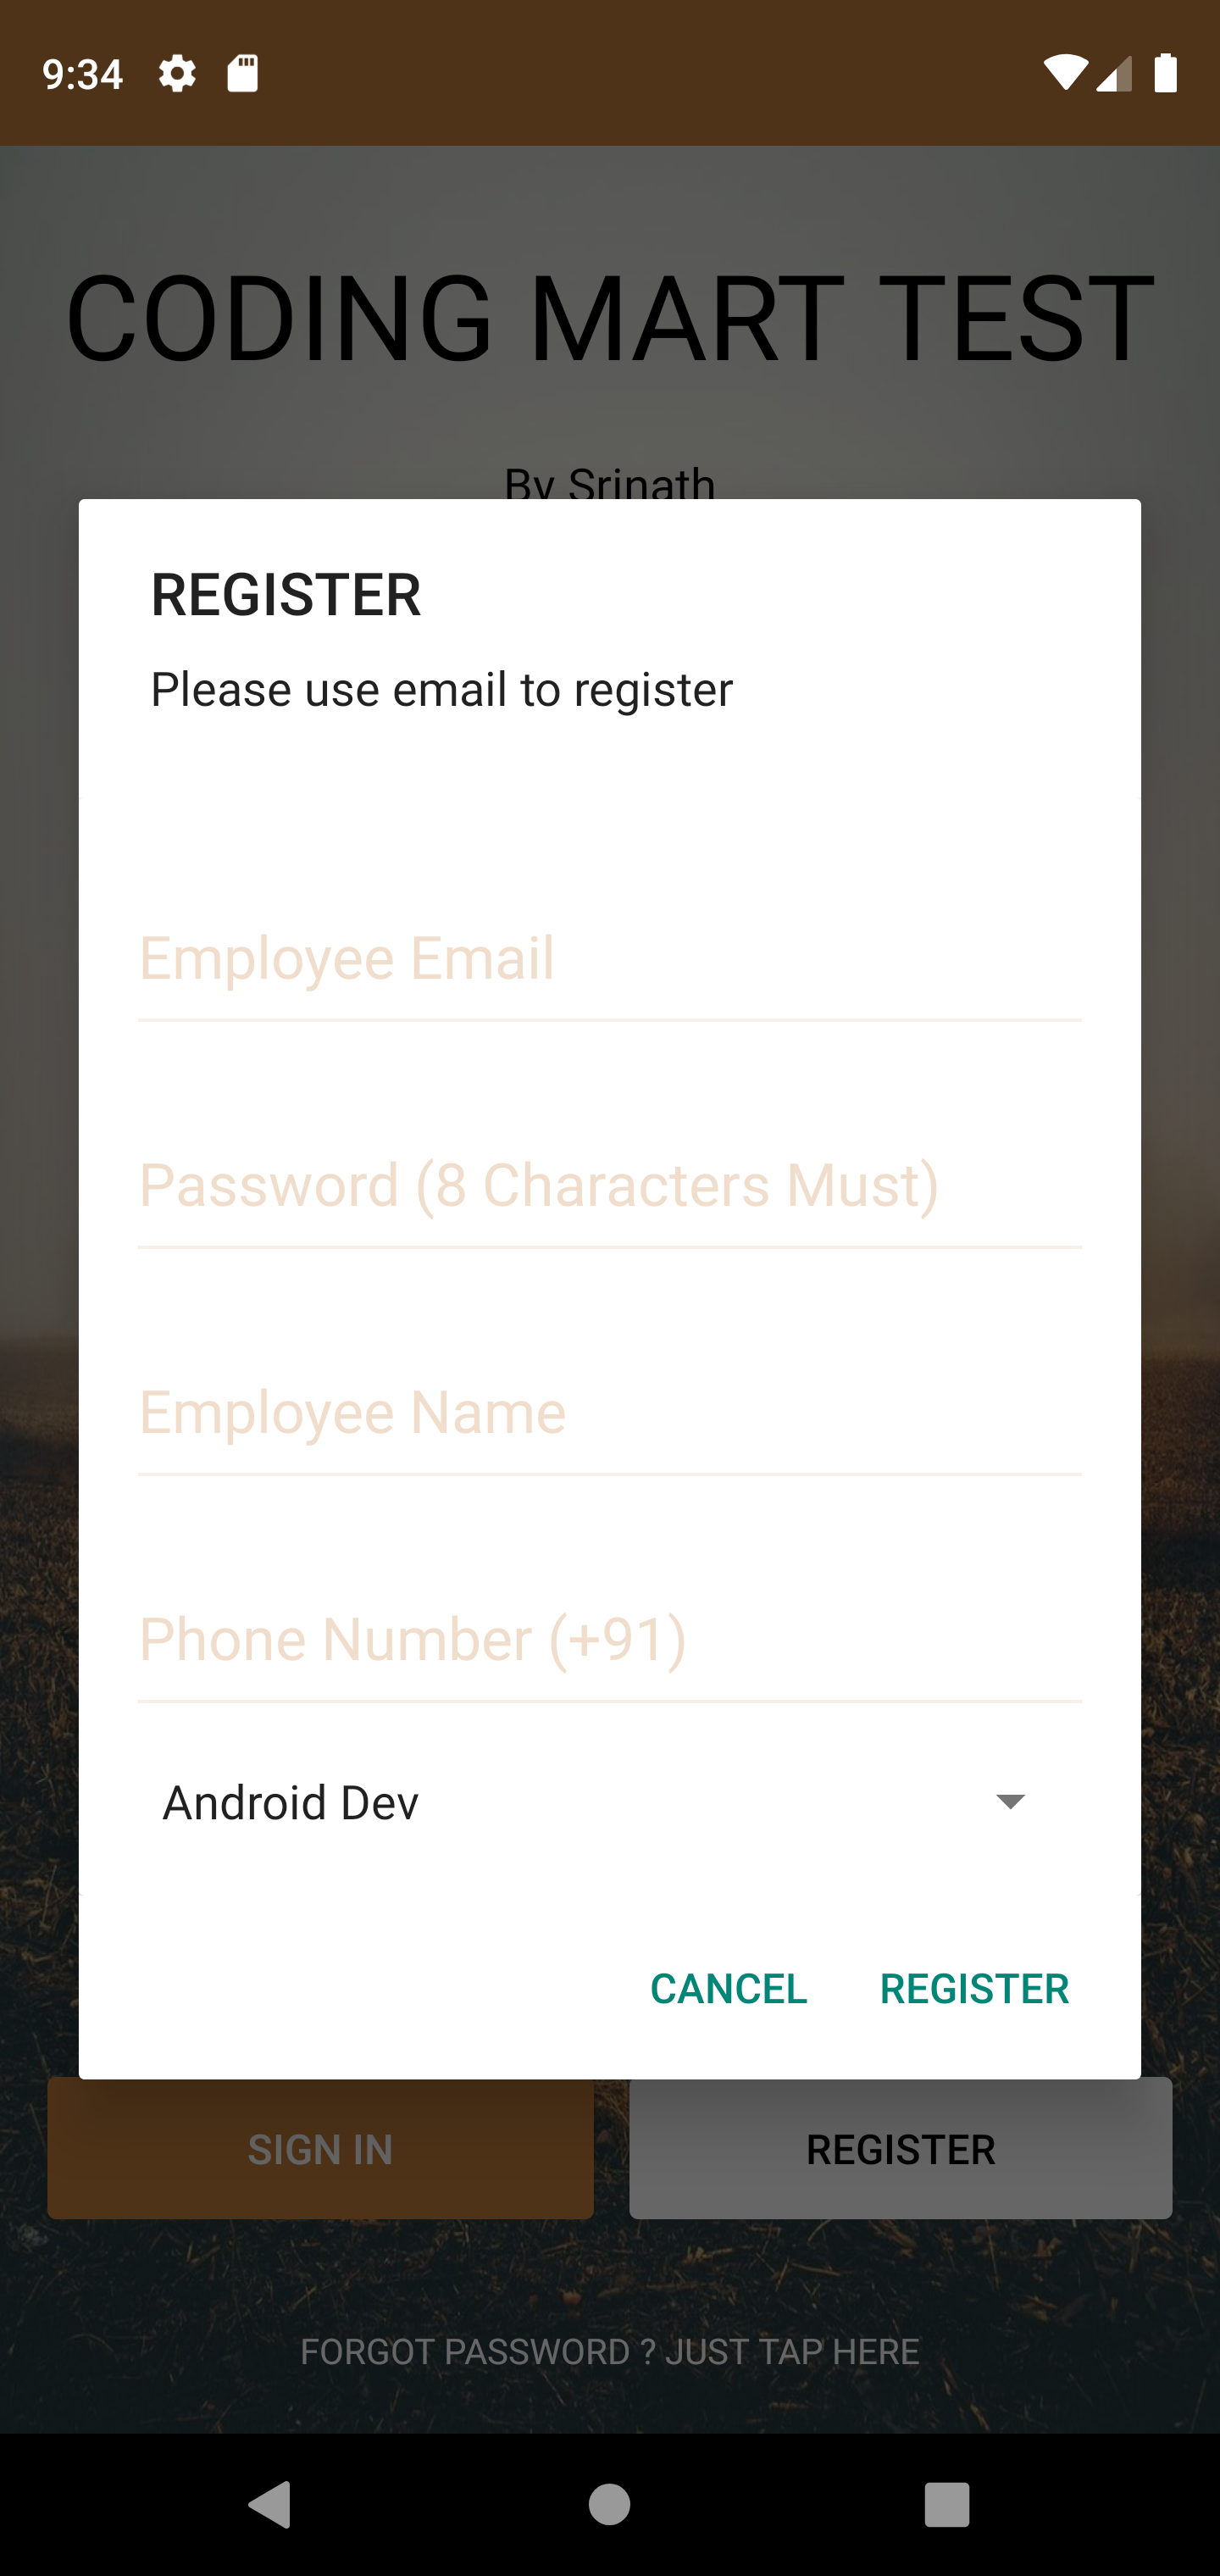 9:34
CODING MART TEST
By Srinath
REGISTER
Please use email to register
Employee Email
Password (8 Characters Must)
Employee Name
Phone Number (+91)
Android Dev
CANCEL REGISTER
SIGN IN REGISTER
FORGOT PASSWORD ? JUST TAP HERE